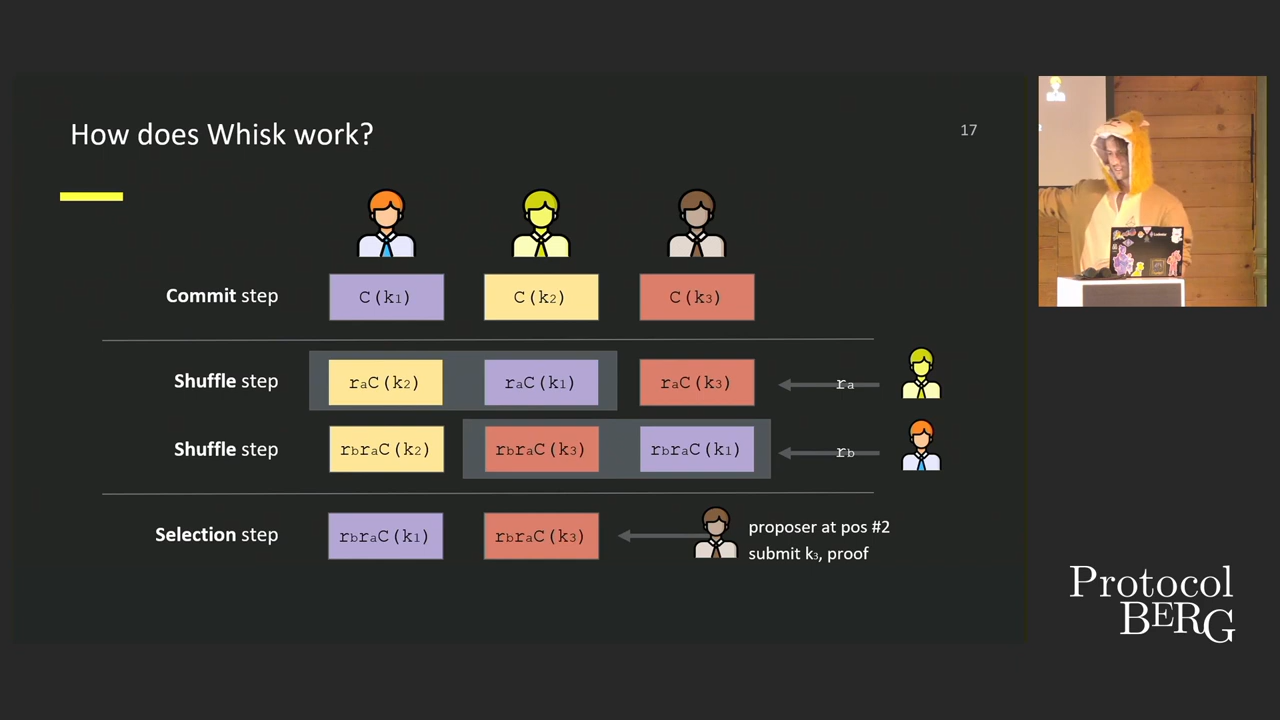 How does Whisk work?
17
Commit step
C(k1)
C(k2)
C(k3)
Shuffle step
raC(k2)
raC(k1)
raC(k3)
ra
Shuffle step
rbraC(k2)
rbraC(k3)
rbraC(k1)
rb
Selection step
rbraC(k1)
rbraC(k3)
proposer at pos #2
submit k3, proof
Protocol
BERG